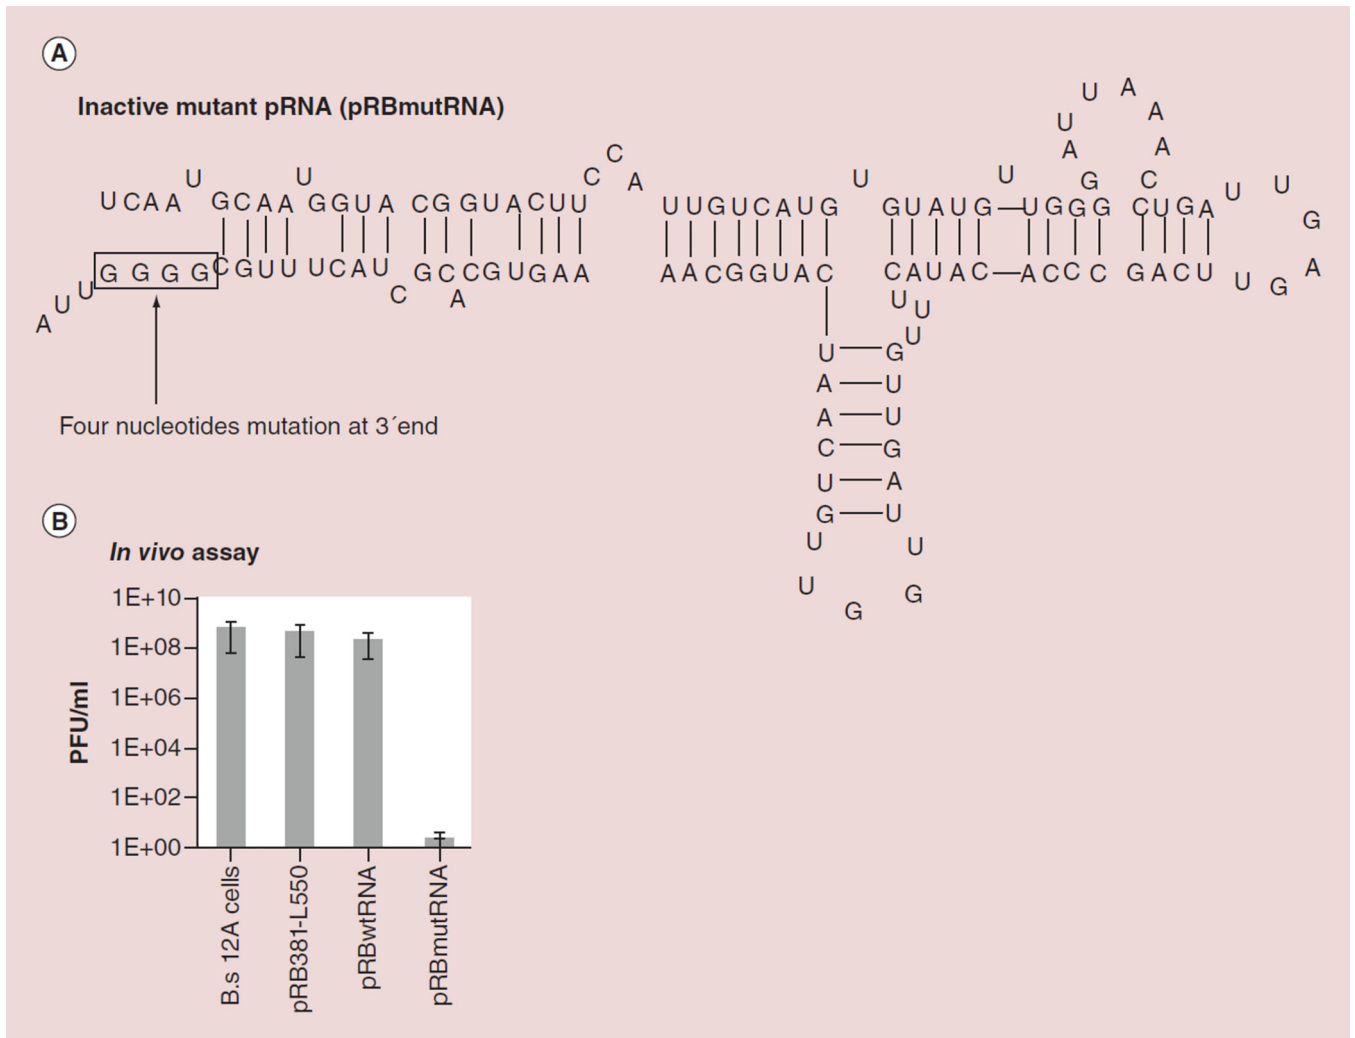 A
Inactive mutant pRNA (pRBmutRNA)
U A
U A
A A
G C
C
C A
U U U U U
UCAA GCAA GGUA CGGUACUU UUGUCAUG GUAUG UGGG CUGA G
GGGG CGUU UCAU GCCGUGAA AACGGUAC CAUAC ACCC GACU A
U C A U U G
U U
A U
U G
A U
A U
C G
U A
G U
U U
U G
G
Four nucleotides mutation at 3´end
B
In vivo assay
PFU/ml
1E+10
1E+08
1E+06
1E+04
1E+02
1E+00
B.s 12A cells
pRB381-L550
pRBwtRNA
pRBmutRNA